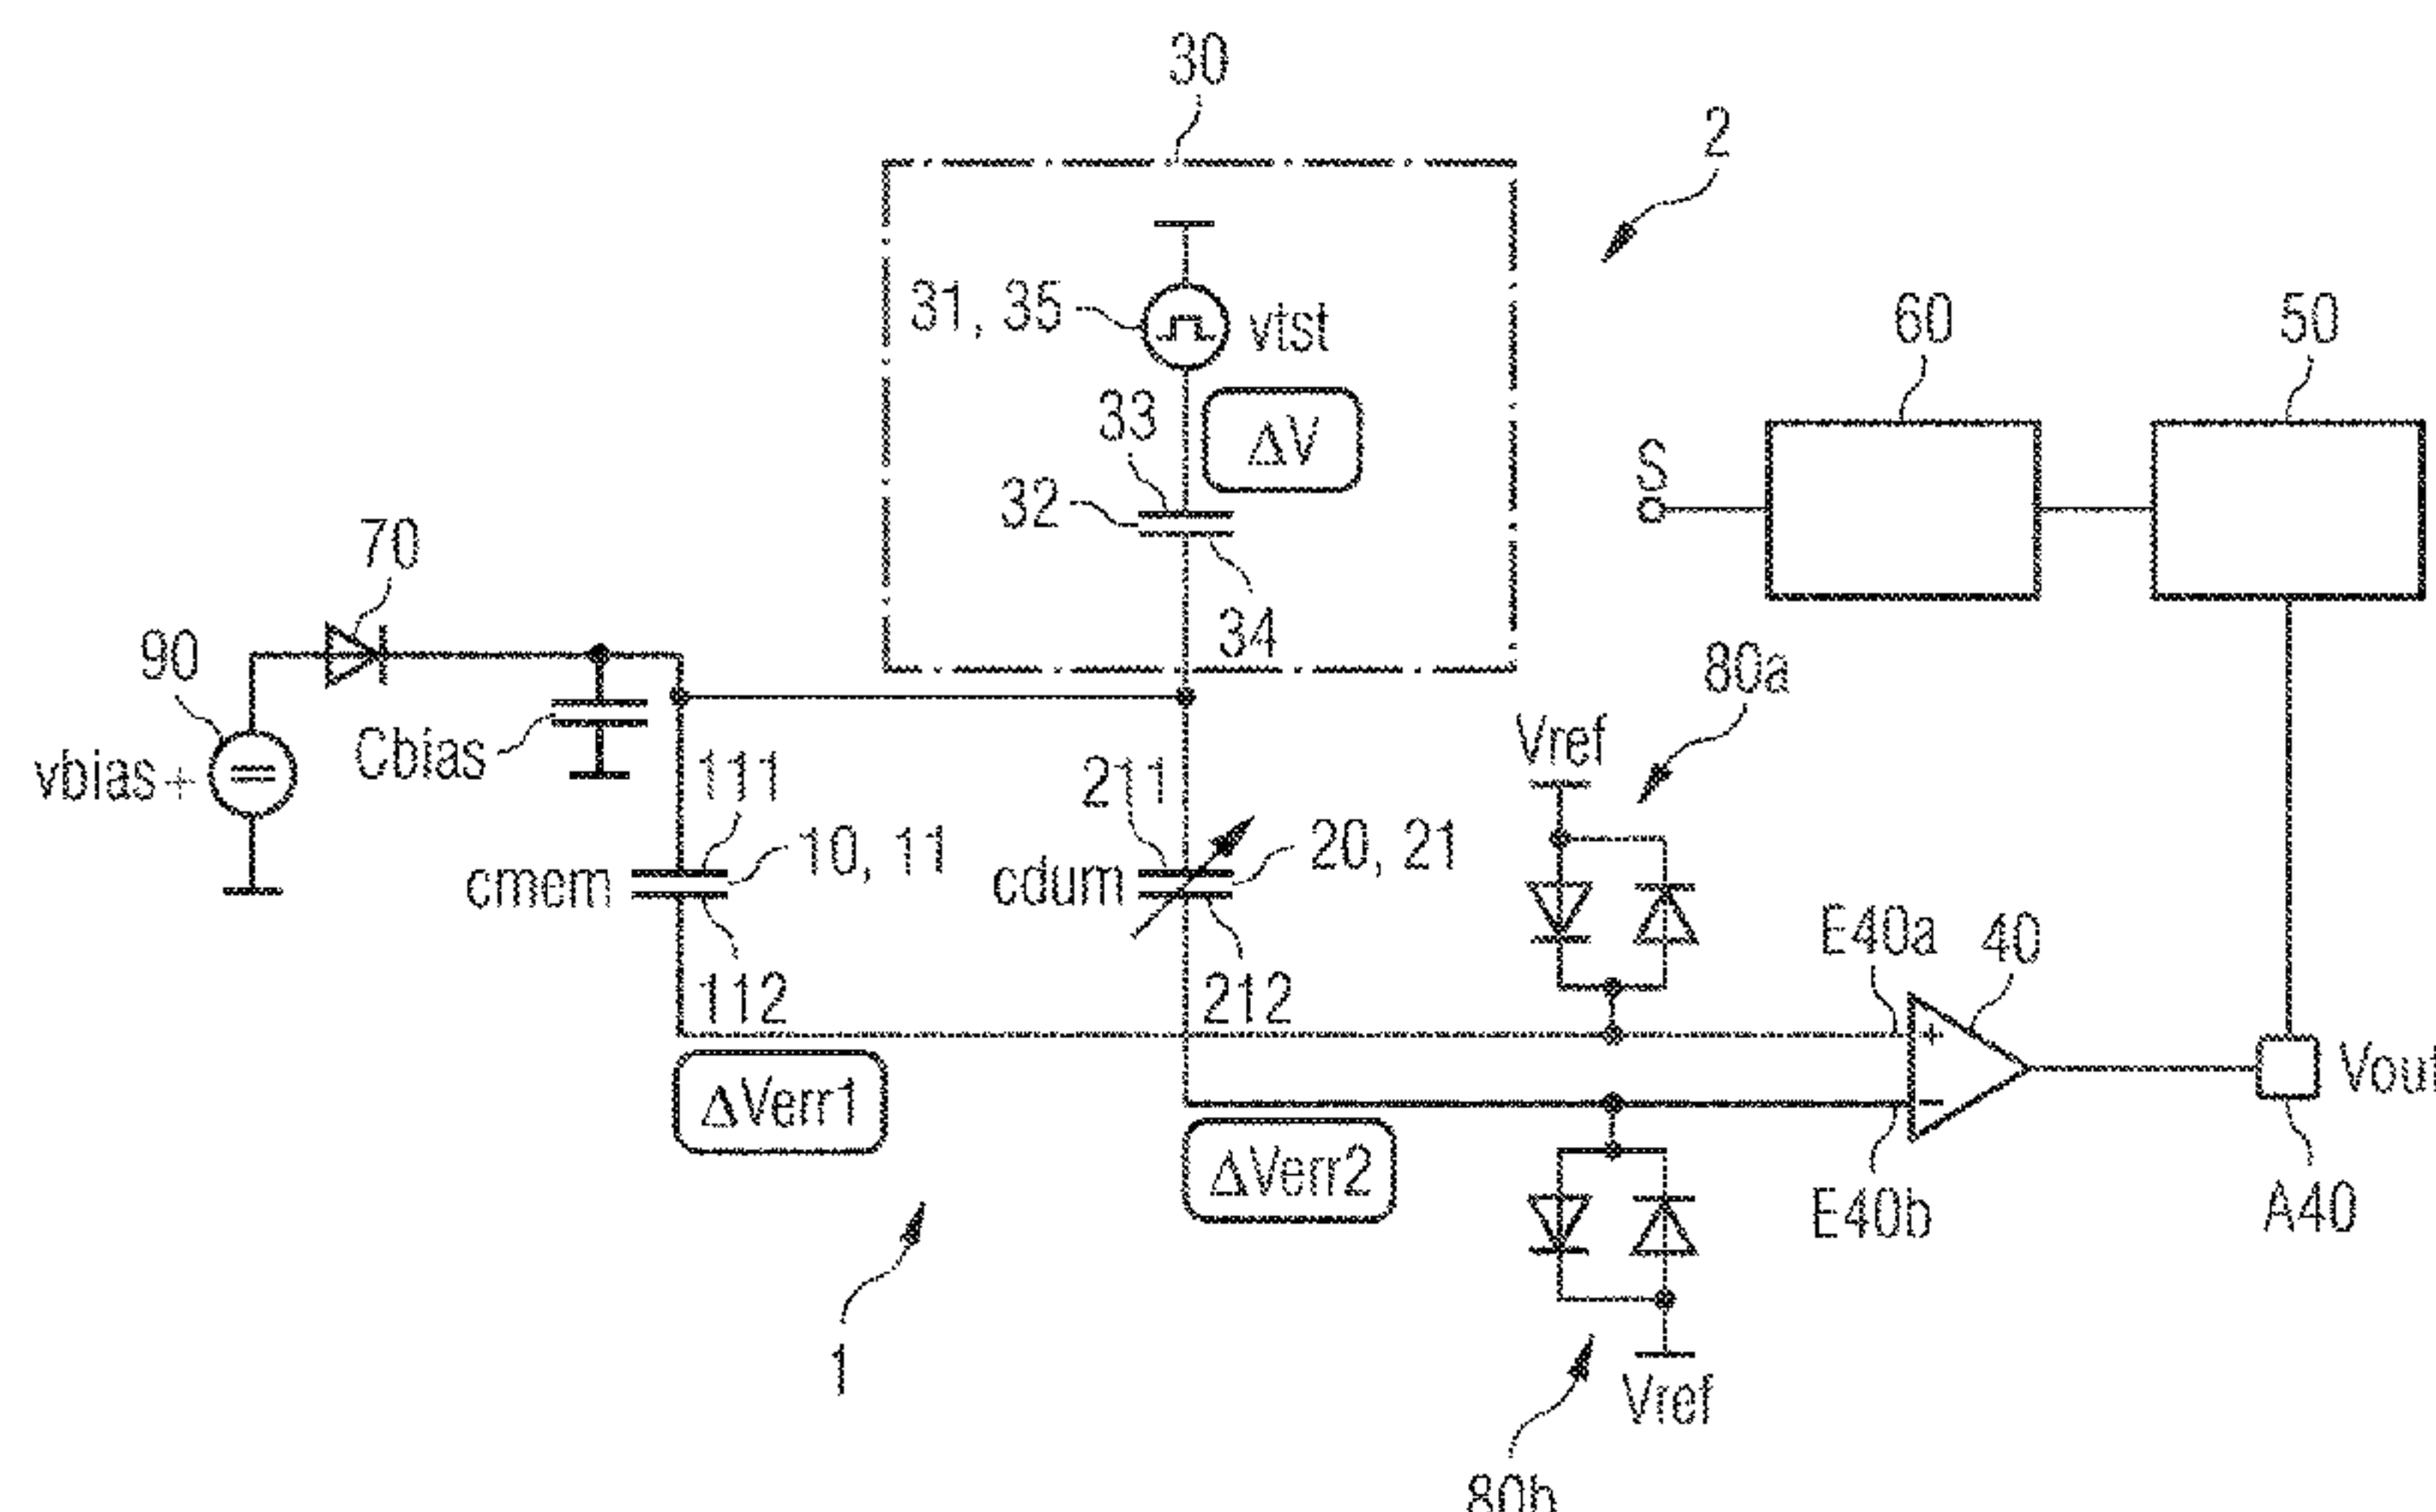 30
2
31, 35
vtst
60
50
33
ΔV
S
32
70
34
90
80a
Vref
Cbias
vbias+
111
211
10, 11
20, 21
cmem
cdum
E40a
40
112
212
+
ΔVerr1
−
Vout
ΔVerr2
E40b
A40
1
Vref
80b